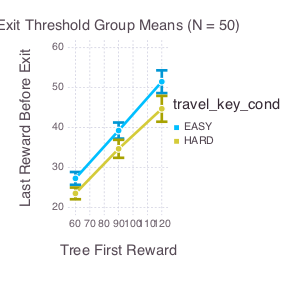 Exit Threshold Group Means (N = 50)
Last Reward Before Exit
60
50
40
30
20
60 70 80 90 100 110 120
Tree First Reward
travel_key_cond
EASY
HARD